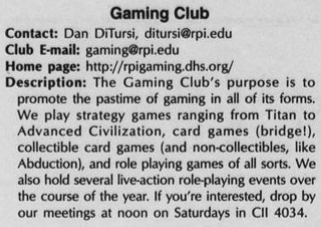 Gaming Club
Contact: Dan DiTursi, ditursi@rpi.edu
Club E-mail: gaming@rpi.edu
Home page: http://rpigaming.dhs.org/
Description: The Gaming Club's purpose is to
promote the pastime of gaming in all of its forms.
We play strategy games ranging from Titan to
Advanced Civilization, card games (bridge!),
collectible card games (and non-collectibles, like
Abduction), and role playing games of all sorts. We
also hold several live-action role-playing events over
the course of the year. If you're interested, drop by
our meetings at noon on Saturdays in CII 4034.